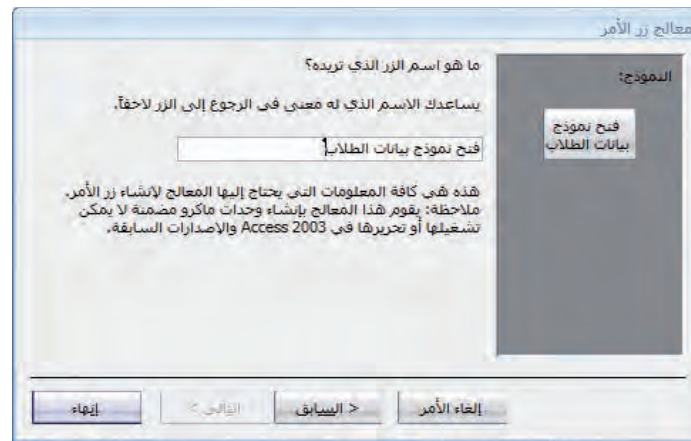 معالج زر الأمر
النموذج:
فتح نموذج
بيانات الطلاب
ما هو اسم الزر الذي تريده؟
يساعدك الاسم الذي له معنى في الرجوع إلى الزر لاحقاً.
فتح نموذج بيانات الطلاب
هذه هي كافة المعلومات التي يحتاج إليها المعالج لإنشاء زر الأمر.
ملاحظة: يقوم هذا المعالج بإنشاء وحدات ماكرو مضمنة لا يمكن
تشغيلها أو تحريرها في Access 2003 والإصدارات السابقة.
إلغاء الأمر
< السابق
التالي >
إنهاء